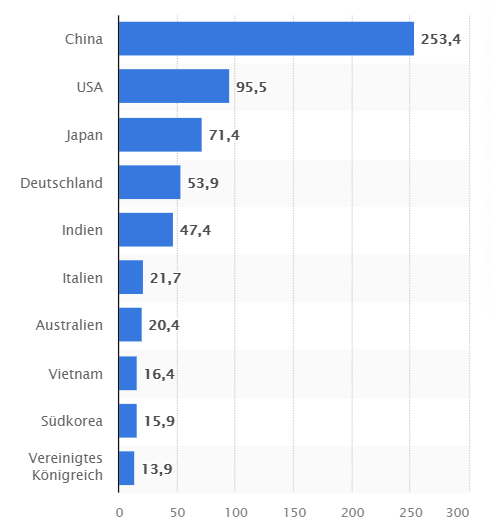 China 253,4
USA 95,5
Japan 71,4
Deutschland 53,9
Indien 47,4
Italien 21,7
Australien 20,4
Vietnam 16,4
Südkorea 15,9
Vereinigtes
Königreich 13,9
0 50 100 150 200 250 300